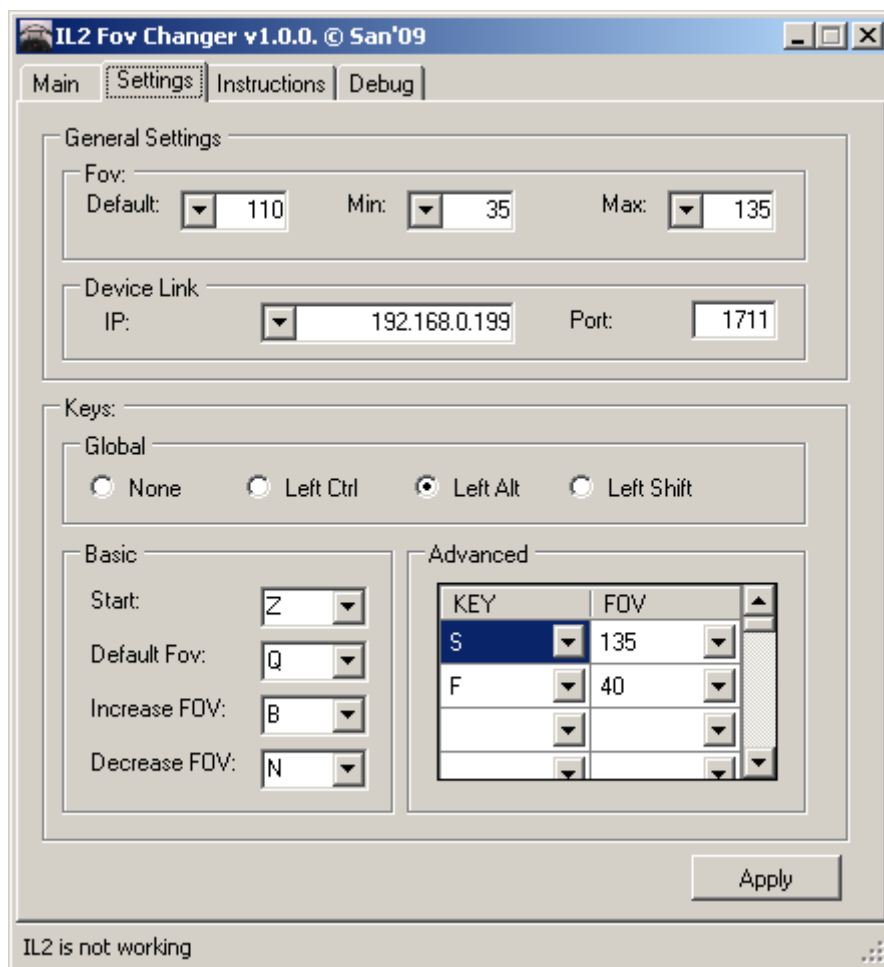 IL2 Fov Changer v1.0.0. © San'09
Main Settings Instructions Debug
General Settings
Fov:
Default: 110 Min: 35 Max: 135
Device Link
IP: 192.168.0.199 Port: 1711
Keys:
Global
None Left Ctrl Left Alt Left Shift
Basic
Start: Z
Default Fov: Q
Increase FOV: B
Decrease FOV: N
Advanced
KEY FOV
S 135
F 40
Apply
IL2 is not working